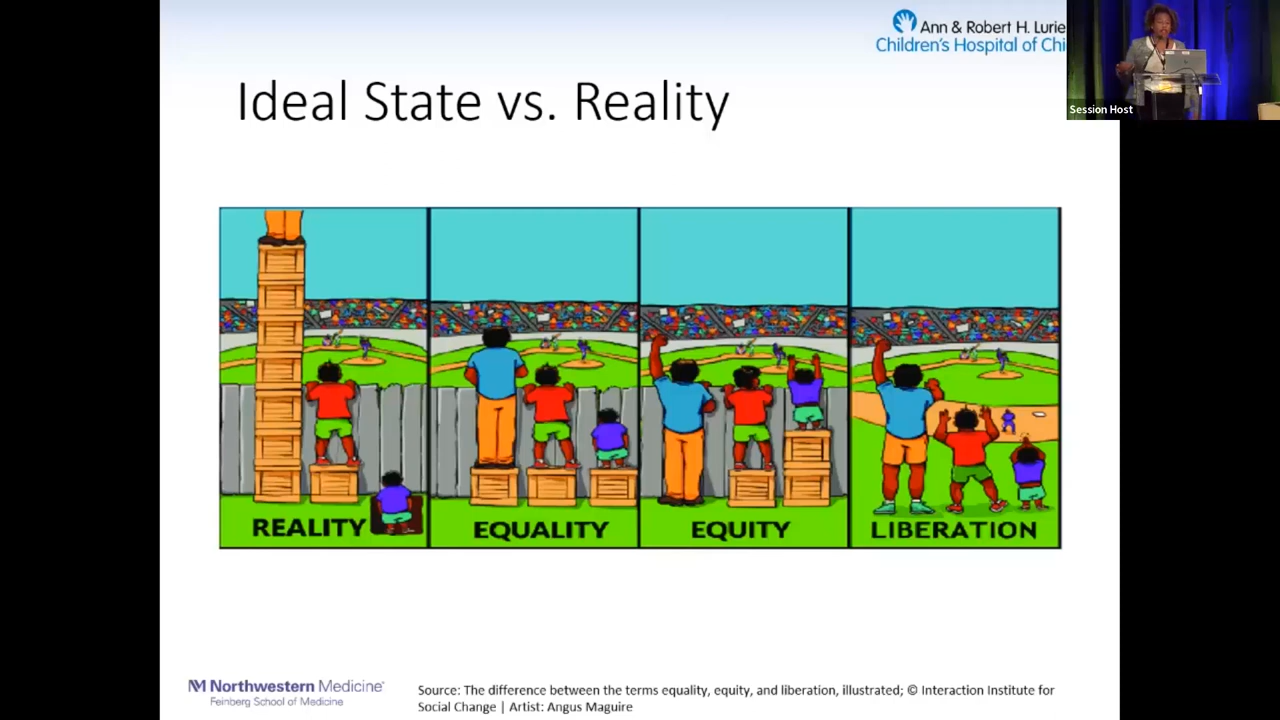 Ann & Robert H. Lurie
Children's Hospital of Chi
Session Host
Ideal State vs. Reality
REALITY
EQUALITY
EQUITY
LIBERATION
Northwestern Medicine
Feinberg School of Medicine
Source: The difference between the terms equality, equity, and liberation, illustrated; © Interaction Institute for
Social Change | Artist: Angus Maguire